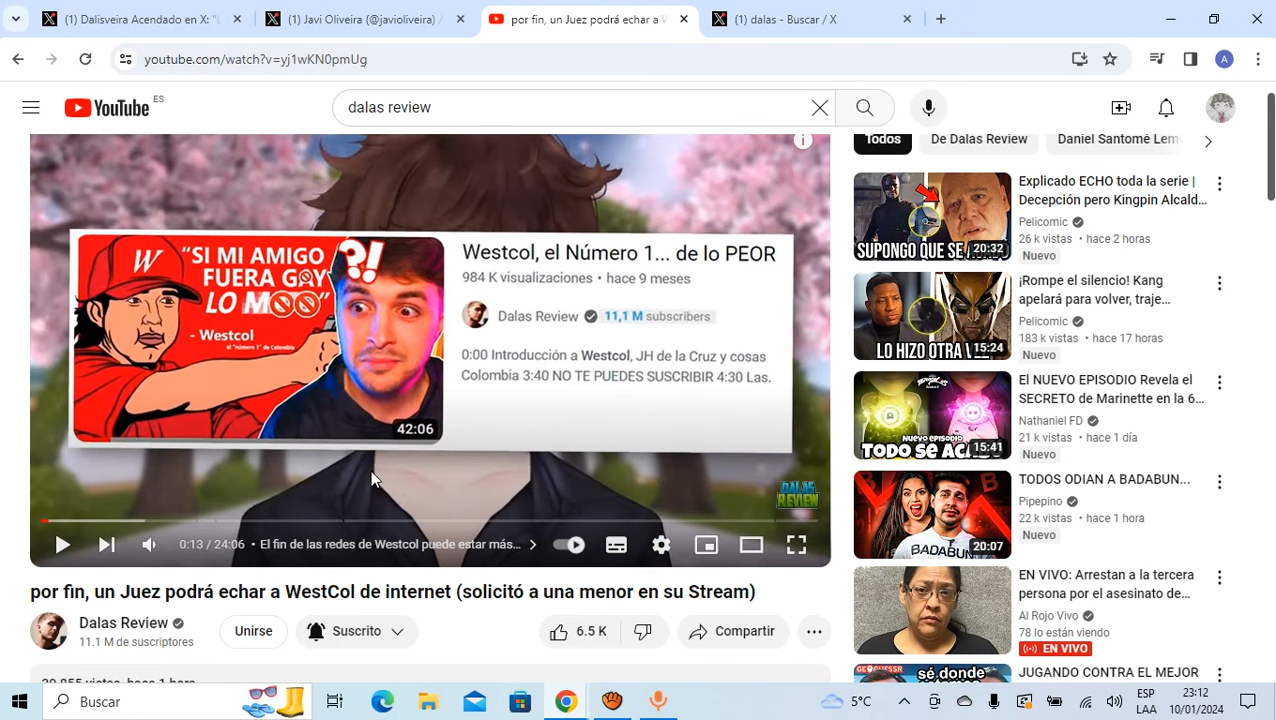 Dalisveira Acendado en X: "L
(1) Javi Oliveira (@javioliveira) /
por fin, un Juez podrá echar a W
(1) dalas - Buscar / X
youtube.com/watch?v=yj1wKN0pmUg
A
YouTube ES
dalas review
Todos
De Dalas Review
Daniel Santomé Lem
W
"SI MI AMIGO
FUERA GAY
LO M
- Westcol
el "número 1" de Colombia
?!
42:06
Westcol, el Número 1... de lo PEOR
984 K visualizaciones • hace 9 meses
Dalas Review 11,1 M subscribers
0:00 Introducción a Westcol, JH de la Cruz y cosas
Colombia 3:40 NO TE PUEDES SUSCRIBIR 4:30 Las.
DALAS
REVIEW
0:13 / 24:06 • El fin de las redes de Westcol puede estar más...
por fin, un Juez podrá echar a WestCol de internet (solicitó a una menor en su Stream)
Dalas Review
11.1 M de suscriptores
Unirse
Suscrito
6.5 K
Compartir
SUPONGO QUE SE A
20:32
Explicado ECHO toda la serie |
Decepción pero Kingpin Alcald...
Pelicomic
26 k vistas • hace 2 horas
Nuevo
LO HIZO OTRA VEZ
15:24
¡Rompe el silencio! Kang
apelará para volver, traje...
Pelicomic
183 k vistas • hace 17 horas
Nuevo
NUEVO EPISODIO
TODO SE AC
15:41
El NUEVO EPISODIO Revela el
SECRETO de Marinette en la 6...
Nathaniel FD
21 k vistas • hace 1 día
Nuevo
BADABUN
20:07
TODOS ODIAN A BADABUN...
Pipepino
22 k vistas • hace 1 hora
Nuevo
EN VIVO: Arrestan a la tercera
persona por el asesinato de...
Al Rojo Vivo
78 lo están viendo
EN VIVO
GEOGUESSR
sé donde
JUGANDO CONTRA EL MEJOR
Buscar
5°C
ESP
LAA
23:12
10/01/2024